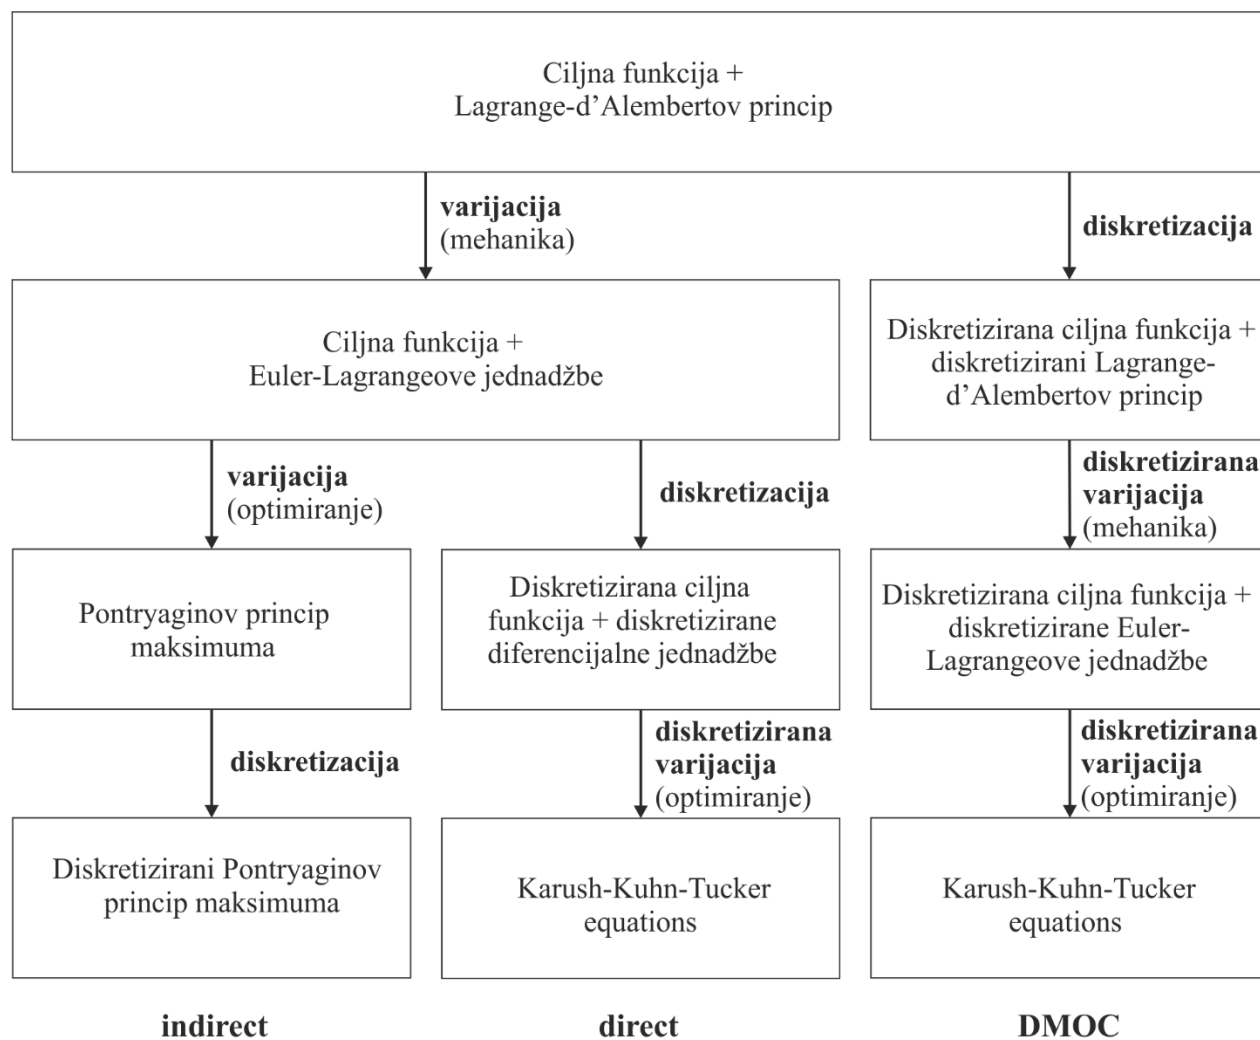 Ciljna funkcija +
Lagrange-d’Alembertov princip
varijacija
(mehanika)
diskretizacija
Ciljna funkcija +
Euler-Lagrangeove jednadžbe
Diskretizirana ciljna funkcija +
diskretizirani Lagrange-
d’Alembertov princip
varijacija
(optimiranje)
diskretizacija
diskretizirana
varijacija
(mehanika)
Pontryaginov princip
maksimuma
Diskretizirana ciljna
funkcija + diskretizirane
diferencijalne jednadžbe
Diskretizirana ciljna funkcija +
diskretizirane Euler-
Lagrangeove jednadžbe
diskretizacija
diskretizirana
varijacija
(optimiranje)
diskretizirana
varijacija
(optimiranje)
Diskretizirani Pontryaginov
princip maksimuma
Karush-Kuhn-Tucker
equations
Karush-Kuhn-Tucker
equations
indirect
direct
DMOC